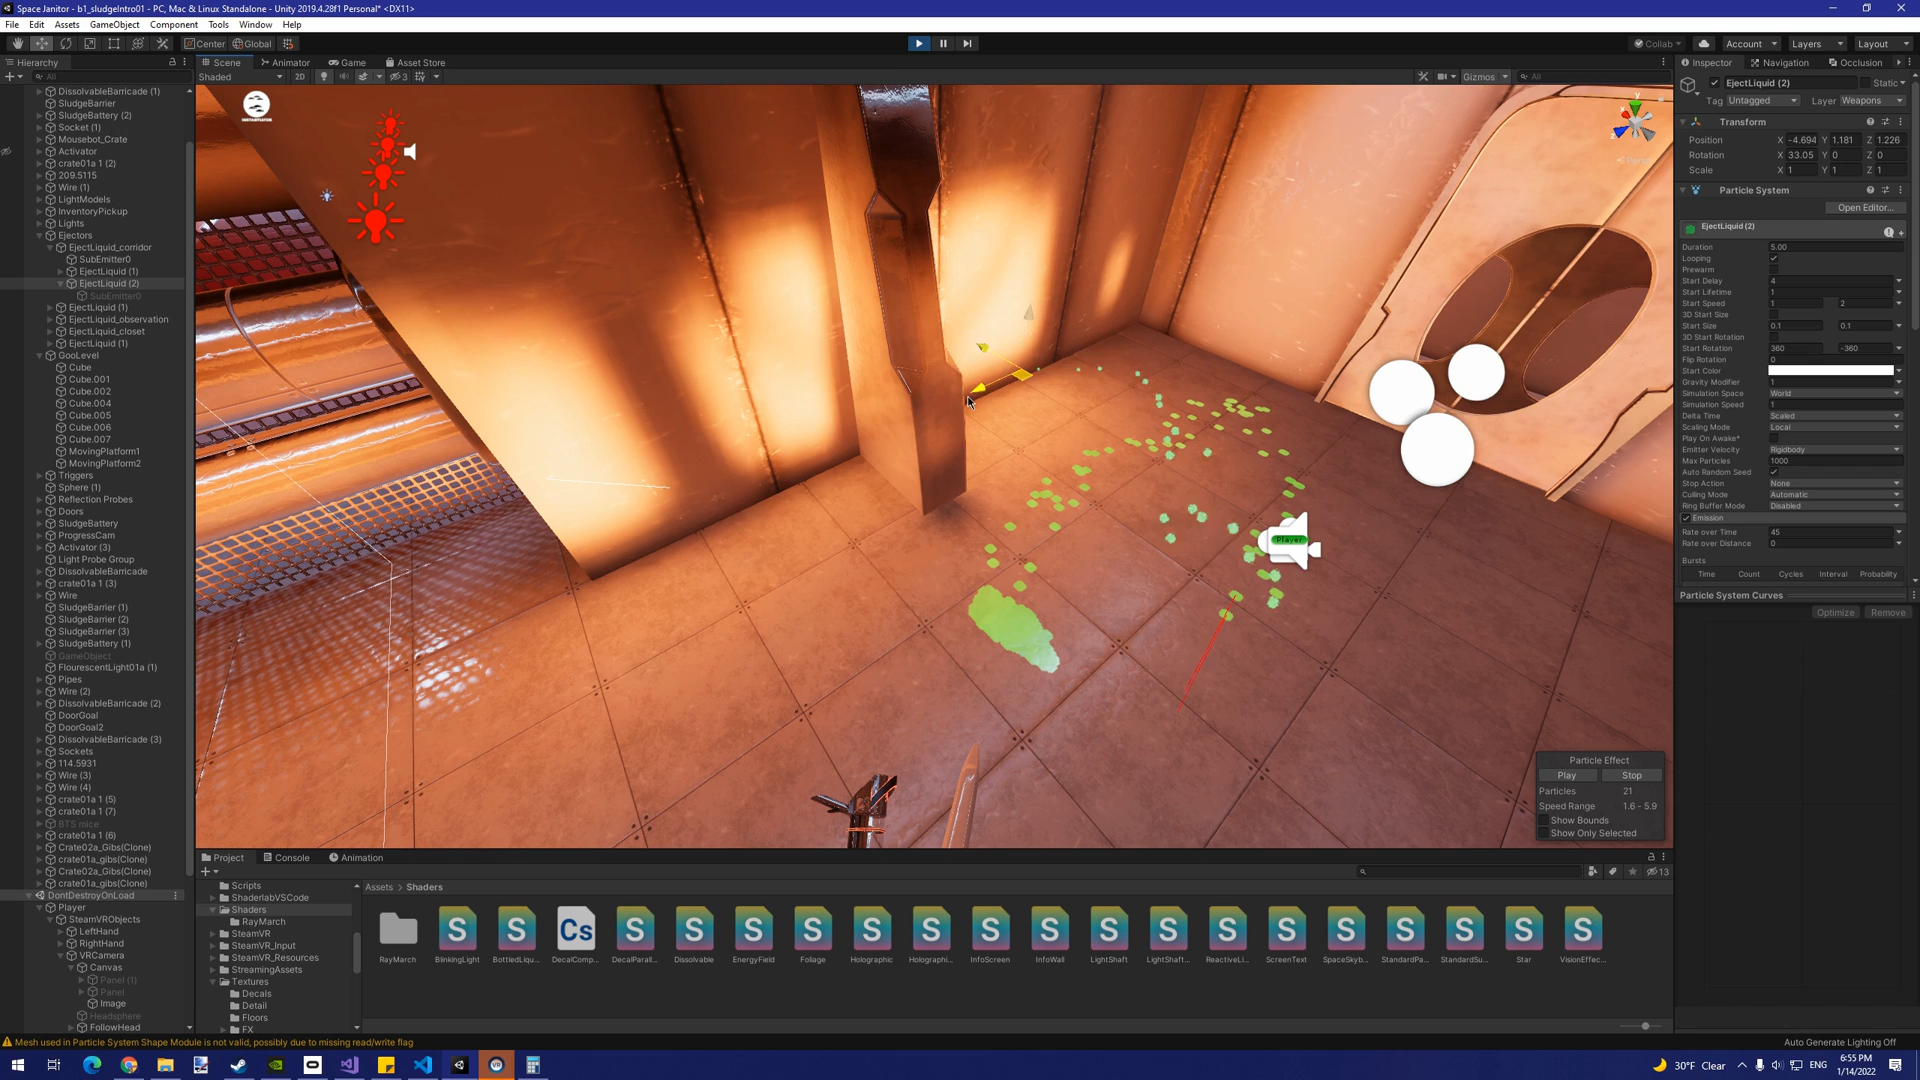 Space Janitor - b1_sludgeIntro01 - PC, Mac & Linux Standalone - Unity 2019.4.28f1 Personal* <DX11>
File Edit Assets GameObject Component Tools Window Help
Center Global Collab Account Layers Layout
Hierarchy
All
DissolvableBarricade (1)
SludgeBarrier
SludgeBattery (2)
Socket (1)
Mousebot_Crate
Activator
crate01a 1 (2)
209.5115
Wire (1)
LightModels
InventoryPickup
Lights
Ejectors
EjectLiquid_corridor
SubEmitter0
EjectLiquid (1)
EjectLiquid (2)
SubEmitter0
EjectLiquid (1)
EjectLiquid_observation
EjectLiquid_closet
EjectLiquid (1)
GooLevel
Cube
Cube.001
Cube.002
Cube.004
Cube.005
Cube.006
Cube.007
MovingPlatform1
MovingPlatform2
Triggers
Sphere (1)
Reflection Probes
Doors
SludgeBattery
ProgressCam
Activator (3)
Light Probe Group
DissolvableBarricade
crate01a 1 (3)
Wire
SludgeBarrier (1)
SludgeBarrier (2)
SludgeBarrier (3)
SludgeBattery (1)
GameObject
FlourescentLight01a (1)
Pipes
Wire (2)
DissolvableBarricade (2)
DoorGoal
DoorGoal2
DissolvableBarricade (3)
Sockets
114.5931
Wire (3)
Wire (4)
crate01a 1 (5)
crate01a 1 (7)
BTS mice
crate01a 1 (6)
Crate02a_Gibs(Clone)
crate01a_gibs(Clone)
Crate02a_Gibs(Clone)
crate01a_gibs(Clone)
DontDestroyOnLoad
Player
SteamVRObjects
LeftHand
RightHand
VRCamera
Canvas
Panel (1)
Panel
Image
Headsphere
FollowHead
Scene Animator Game Asset Store
Shaded 2D 3 Gizmos All
Player
Particle Effect
Play Stop
Particles 21
Speed Range 1.6 - 5.9
Show Bounds
Show Only Selected
Inspector Navigation Occlusion
EjectLiquid (2) Static
Tag Untagged Layer Weapons
Transform
Position X -4.694 Y 1.181 Z 1.226
Rotation X 33.05 Y 0 Z 0
Scale X 1 Y 1 Z 1
Particle System
Open Editor...
EjectLiquid (2)
Duration 5.00
Looping
Prewarm
Start Delay 4
Start Lifetime 1
Start Speed 1 2
3D Start Size
Start Size 0.1 0.1
3D Start Rotation
Start Rotation 360 -360
Flip Rotation 0
Start Color
Gravity Modifier 1
Simulation Space World
Simulation Speed 1
Delta Time Scaled
Scaling Mode Local
Play On Awake*
Emitter Velocity Rigidbody
Max Particles 1000
Auto Random Seed
Stop Action None
Culling Mode Automatic
Ring Buffer Mode Disabled
Emission
Rate over Time 45
Rate over Distance 0
Bursts
Time Count Cycles Interval Probability
Particle System Curves
Optimize Remove
Project Console Animation
13
Scripts
ShaderlabVSCode
Shaders
RayMarch
SteamVR
SteamVR_Input
SteamVR_Resources
StreamingAssets
Textures
Decals
Detail
Floors
FX
Assets > Shaders
RayMarch BlinkingLight BottledLiqu... DecalComp... DecalParall... Dissolvable EnergyField Foliage Holographic Holographi... InfoScreen InfoWall LightShaft LightShaft... ReactiveLi... ScreenText SpaceSkyb... StandardPa... StandardSu... Star VisionEffec...
Mesh used in Particle System Shape Module is not valid, possibly due to missing read/write flag
Auto Generate Lighting Off
30°F Clear ENG 6:55 PM
1/14/2022